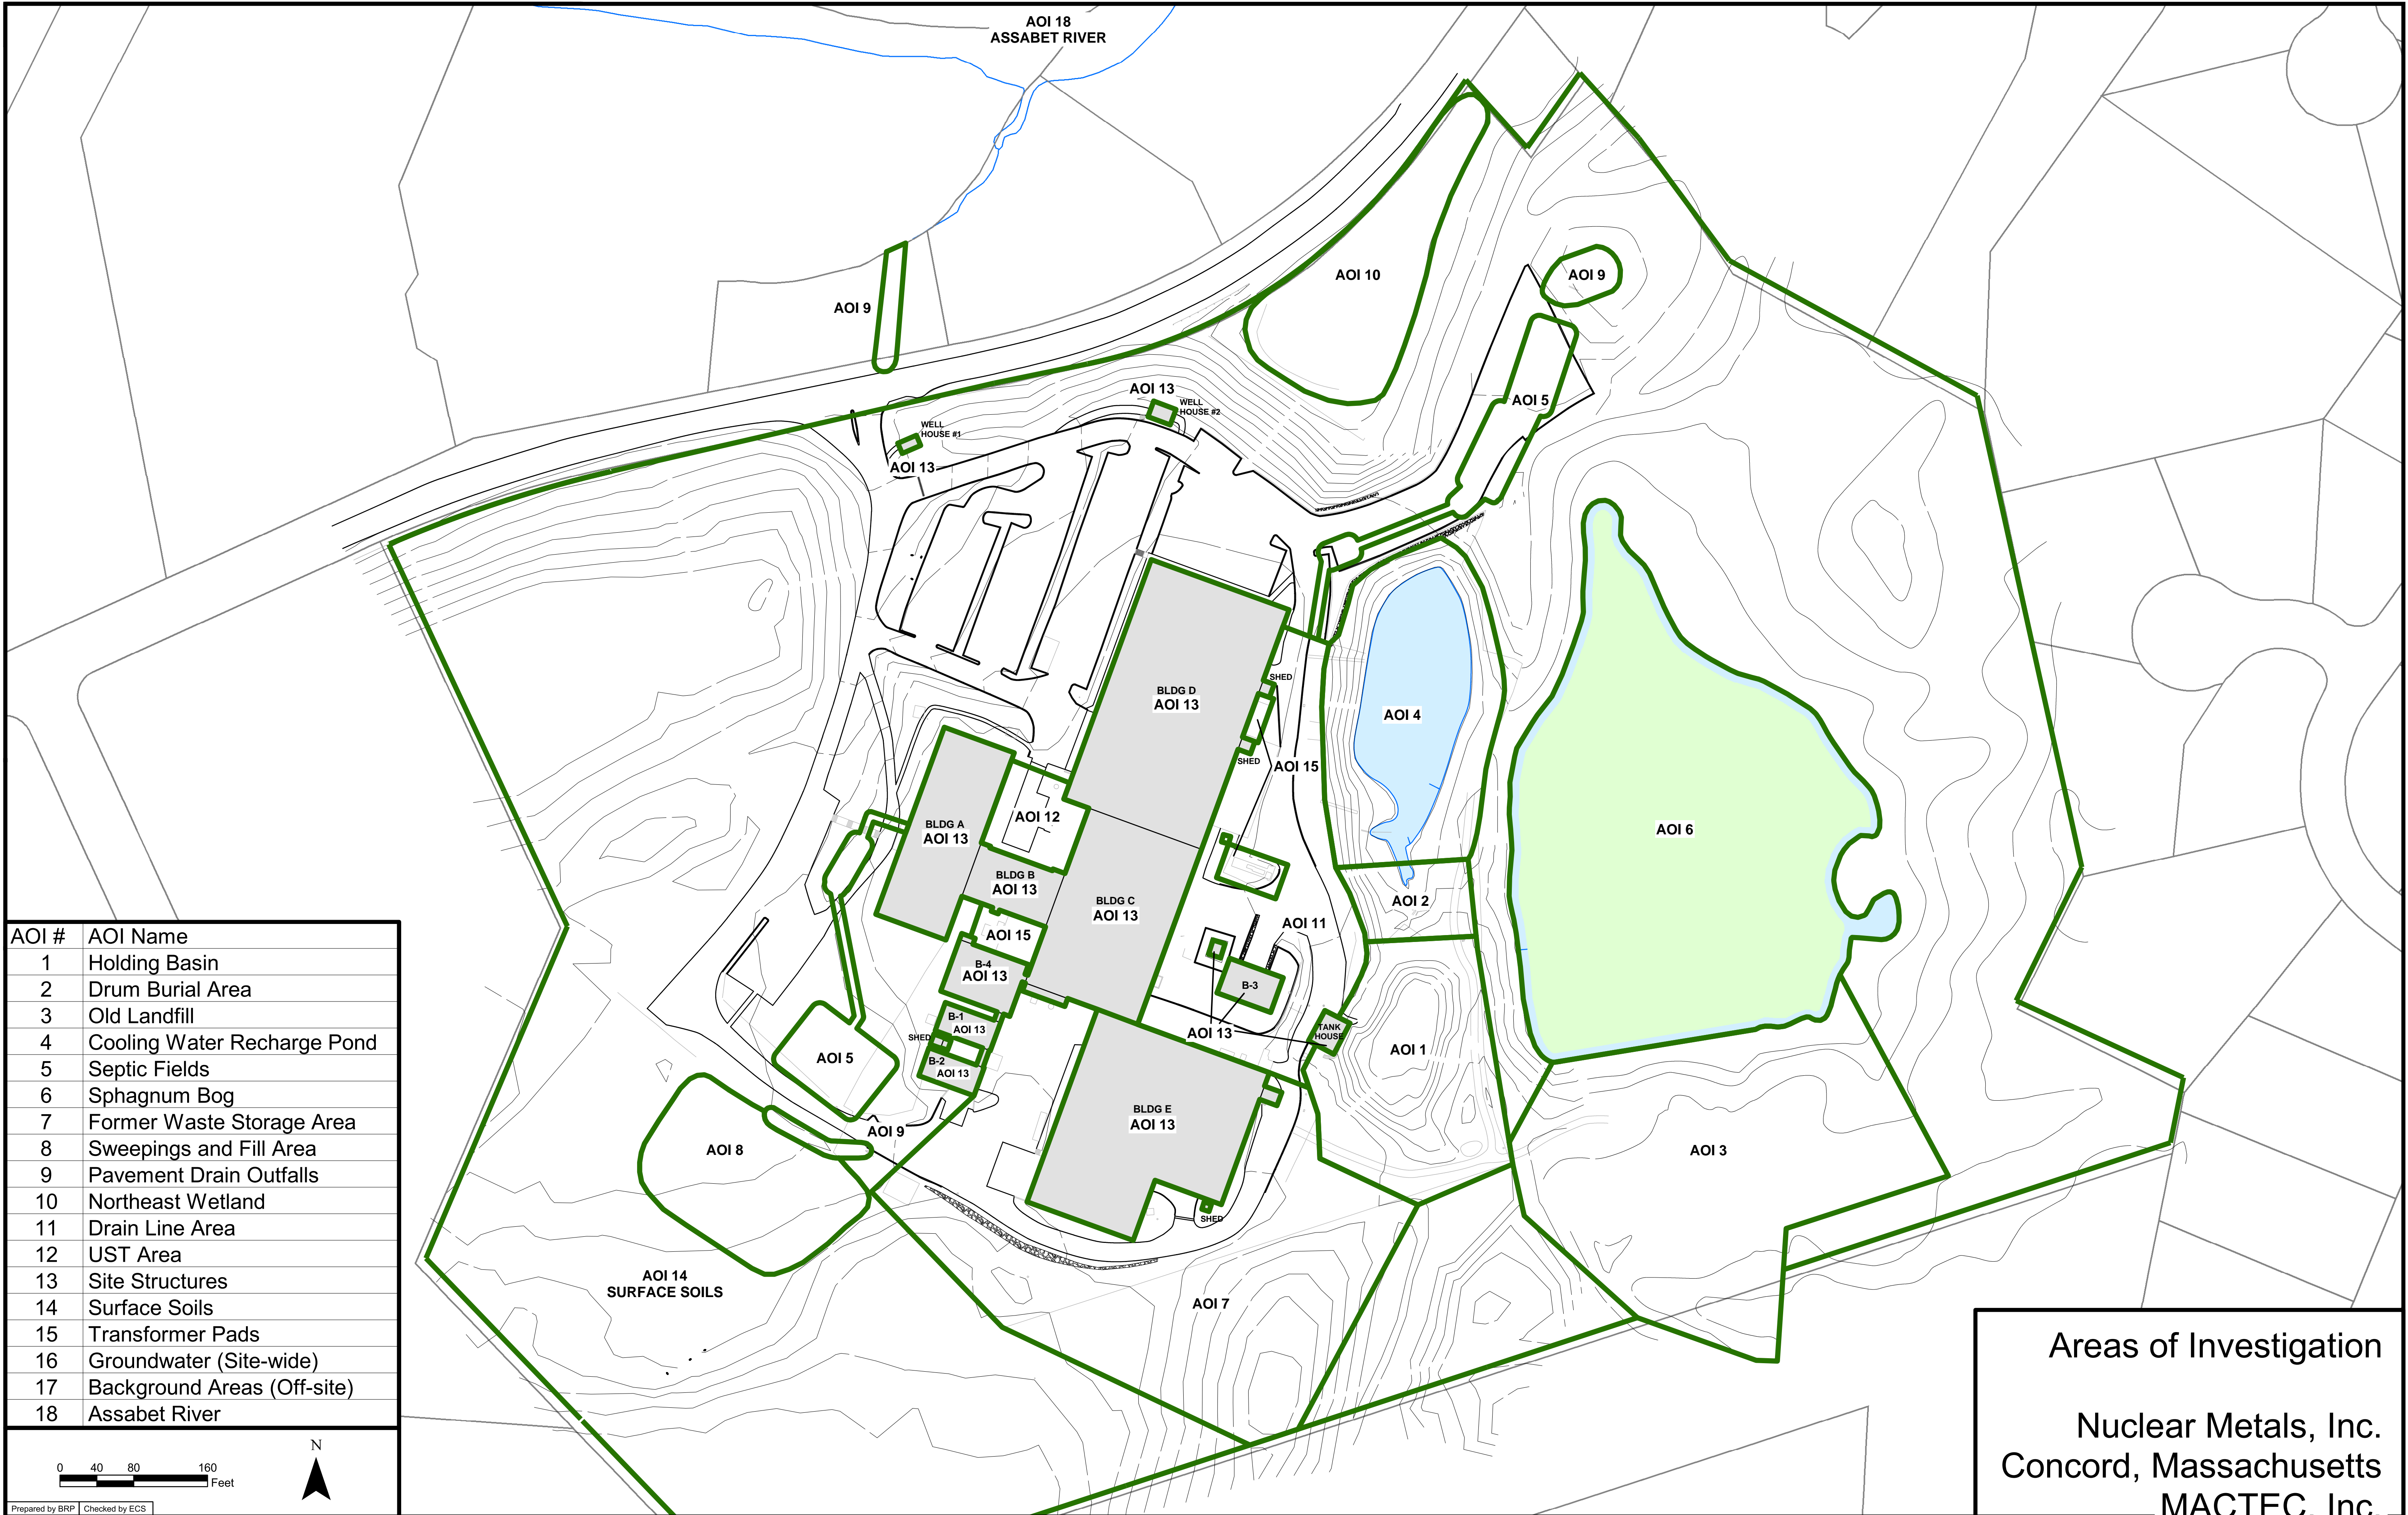 AOI 18
ASSABET RIVER
AOI 10
AOI 9
AOI 9
AOI 13
WELL
HOUSE #2
AOI 5
WELL
HOUSE #1
AOI 13
BLDG D
AOI 13
SHED
AOI 4
SHED
AOI 15
AOI 12
BLDG A
AOI 13
AOI 6
BLDG B
AOI 13
BLDG C
AOI 13
AOI 2
AOI 11
AOI 15
B-4
AOI 13
B-3
B-1
AOI 13
SHED
AOI 13
TANK
HOUSE
AOI 1
AOI 5
B-2
AOI 13
BLDG E
AOI 13
AOI 9
AOI 8
AOI 3
SHED
AOI 14
SURFACE SOILS
AOI 7
AOI # AOI Name
1 Holding Basin
2 Drum Burial Area
3 Old Landfill
4 Cooling Water Recharge Pond
5 Septic Fields
6 Sphagnum Bog
7 Former Waste Storage Area
8 Sweepings and Fill Area
9 Pavement Drain Outfalls
10 Northeast Wetland
11 Drain Line Area
12 UST Area
13 Site Structures
14 Surface Soils
15 Transformer Pads
16 Groundwater (Site-wide)
17 Background Areas (Off-site)
18 Assabet River
N
0 40 80 160
Feet
Prepared by BRP Checked by ECS
Areas of Investigation
Nuclear Metals, Inc.
Concord, Massachusetts
MACTEC, Inc.